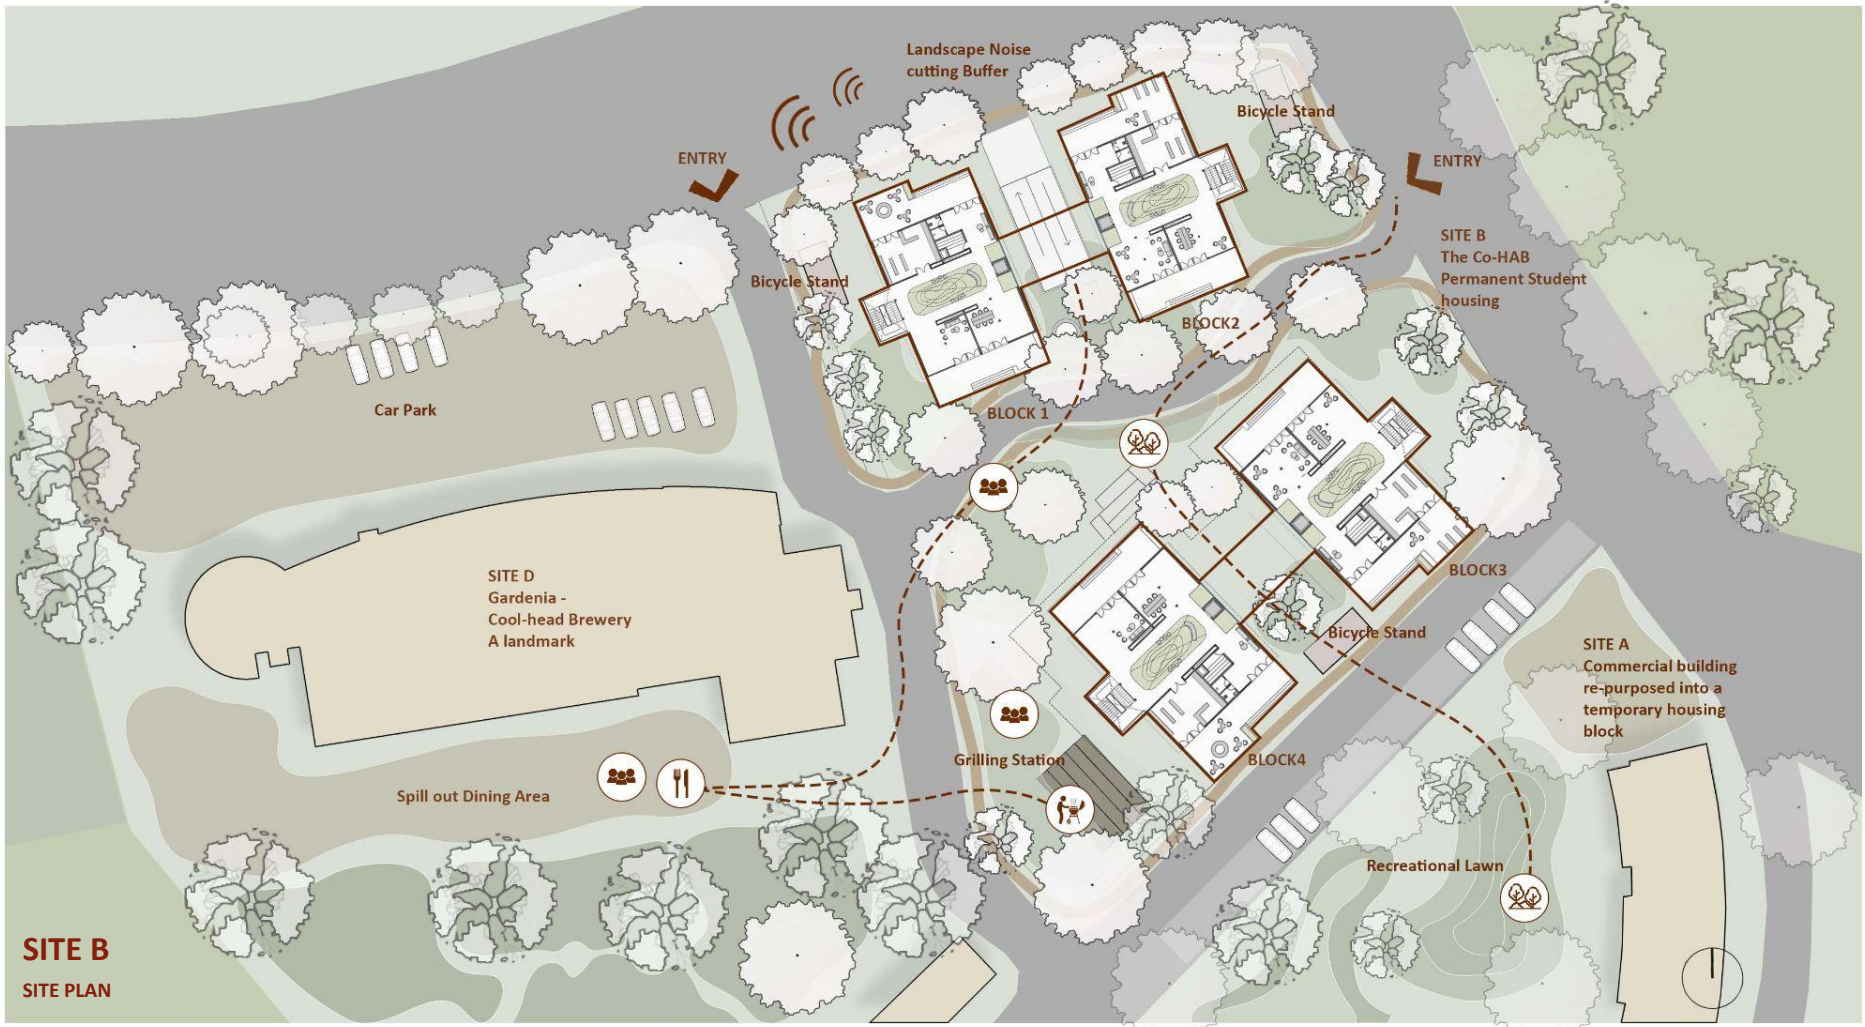 Landscape Noise
cutting Buffer
Bicycle Stand
ENTRY
ENTRY
SITE B
The Co-HAB
Permanent Student
housing
Bicycle Stand
BLOCK2
Car Park
BLOCK 1
BLOCK3
SITE D
Gardenia -
Cool-head Brewery
A landmark
Bicycle Stand
SITE A
Commercial building
re-purposed into a
temporary housing
block
Grilling Station
BLOCK4
Spill out Dining Area
Recreational Lawn
SITE B
SITE PLAN